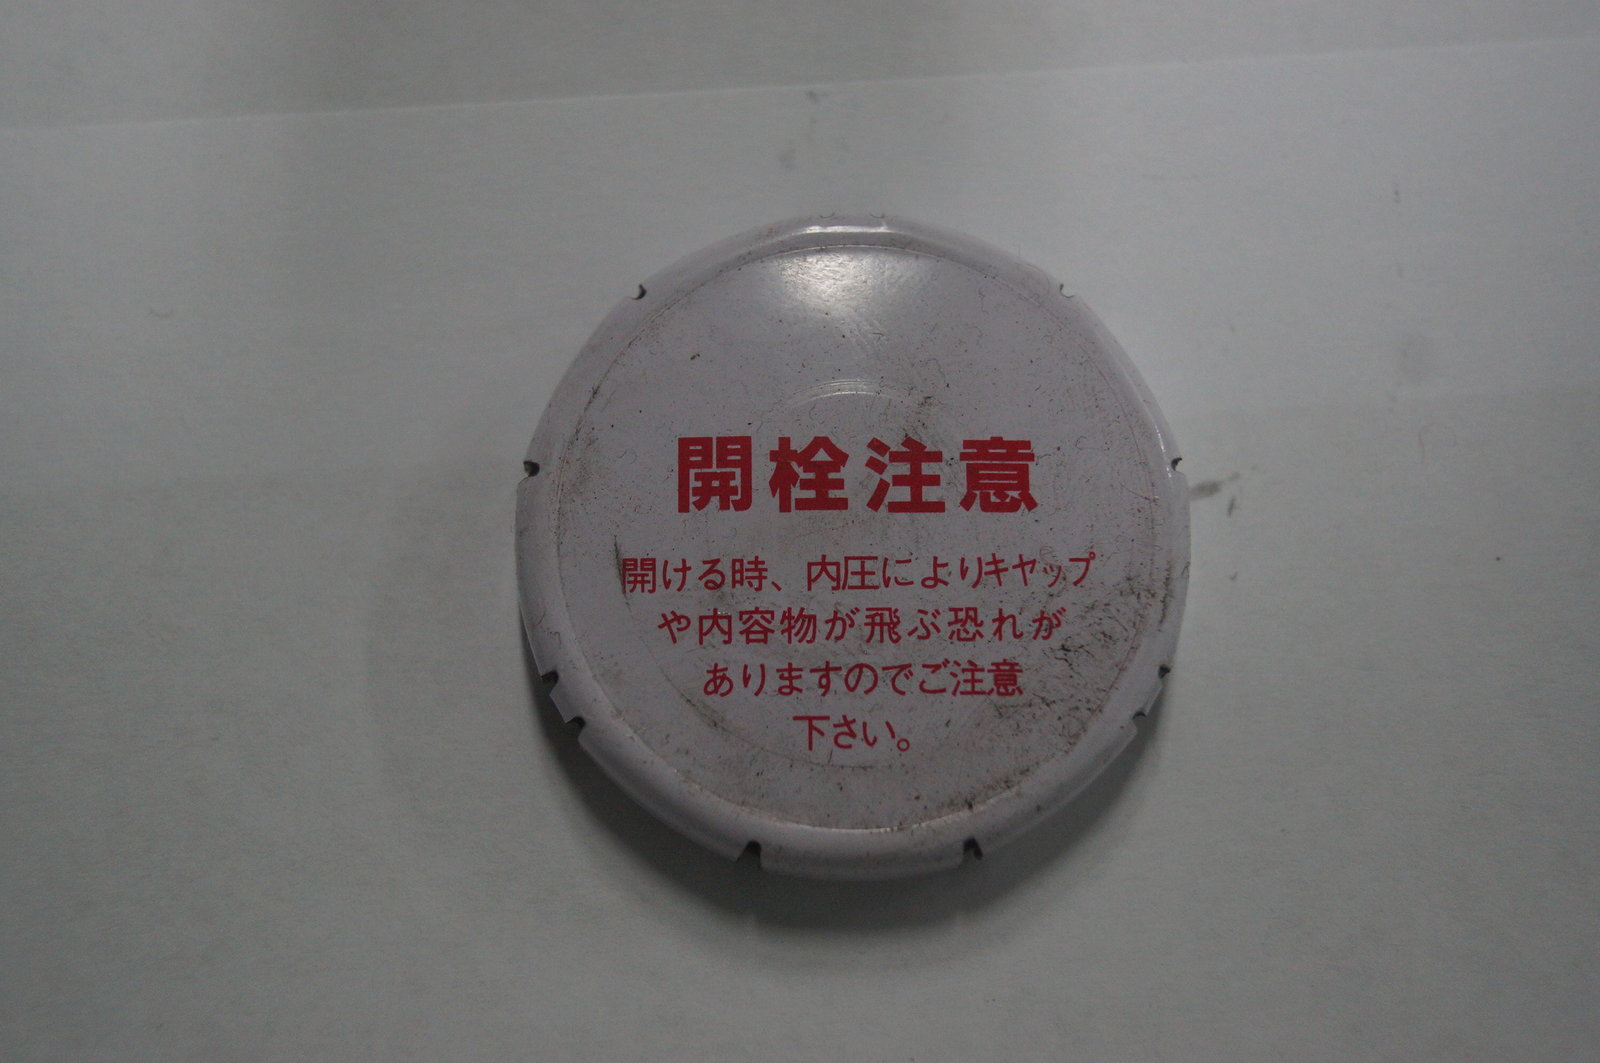 開栓注意
開ける時、内圧によりキヤップ
や内容物が飛ぶ恐れが
ありますのでご注意
下さい。